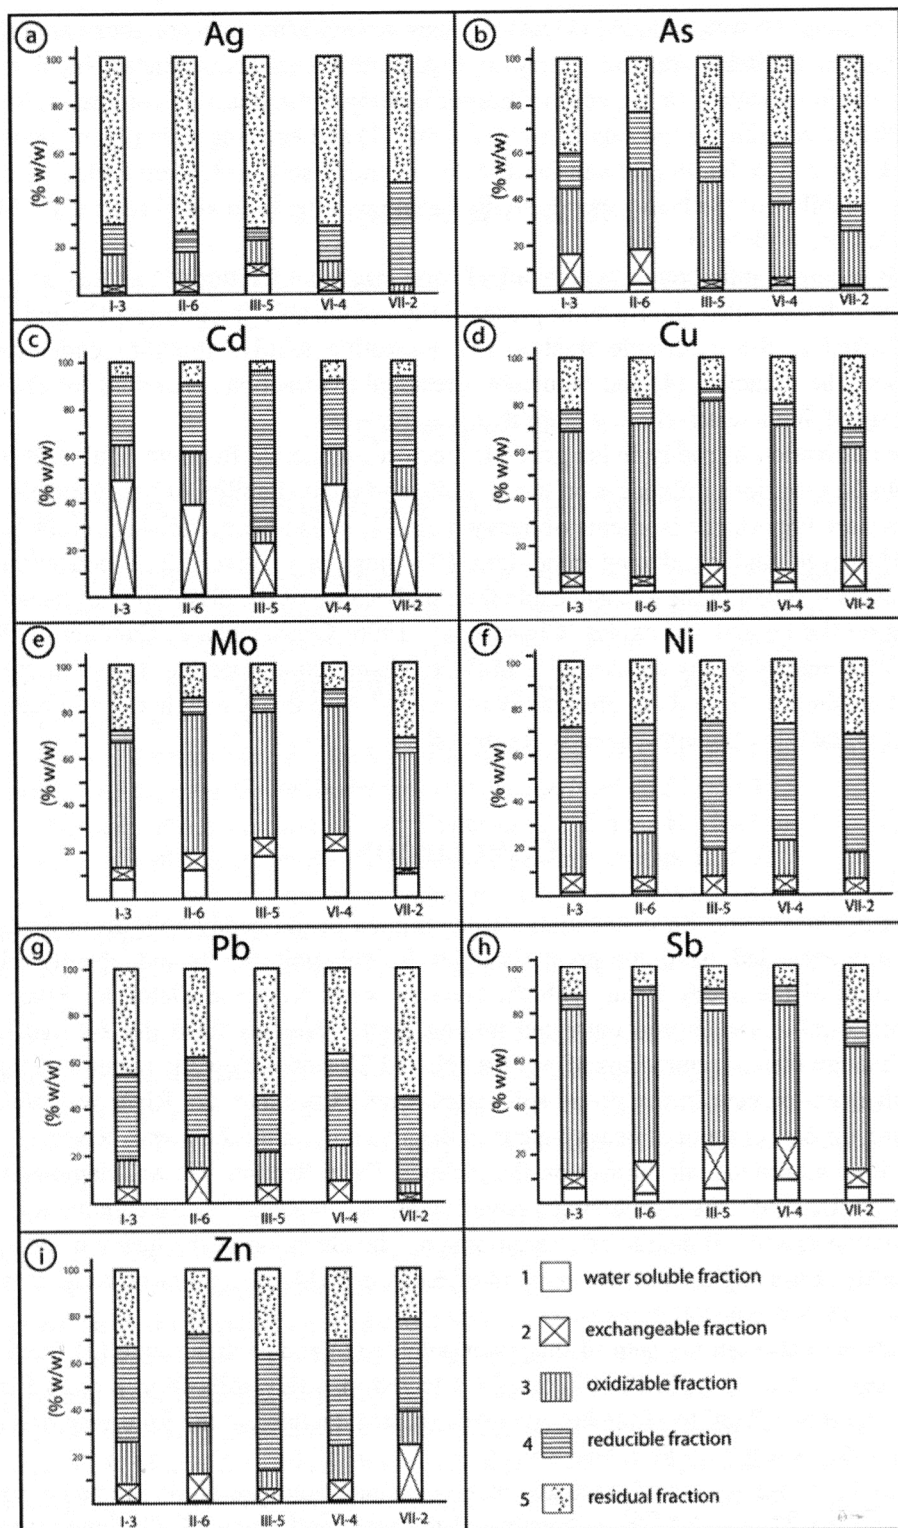 a Ag
(% w/w)
100
80
60
40
20
I-3 II-6 III-5 VI-4 VII-2
b As
(% w/w)
100
80
60
40
20
I-3 II-6 III-5 VI-4 VII-2
c Cd
(% w/w)
100
80
60
40
20
I-3 II-6 III-5 VI-4 VII-2
d Cu
(% w/w)
100
80
60
40
20
I-3 II-6 III-5 VI-4 VII-2
e Mo
(% w/w)
100
80
60
40
20
I-3 II-6 III-5 VI-4 VII-2
f Ni
(% w/w)
100
80
60
40
20
I-3 II-6 III-5 VI-4 VII-2
g Pb
(% w/w)
100
80
60
40
20
I-3 II-6 III-5 VI-4 VII-2
h Sb
(% w/w)
100
80
60
40
20
I-3 II-6 III-5 VI-4 VII-2
i Zn
(% w/w)
100
80
60
40
20
I-3 II-6 III-5 VI-4 VII-2
1 water soluble fraction
2 exchangeable fraction
3 oxidizable fraction
4 reducible fraction
5 residual fraction